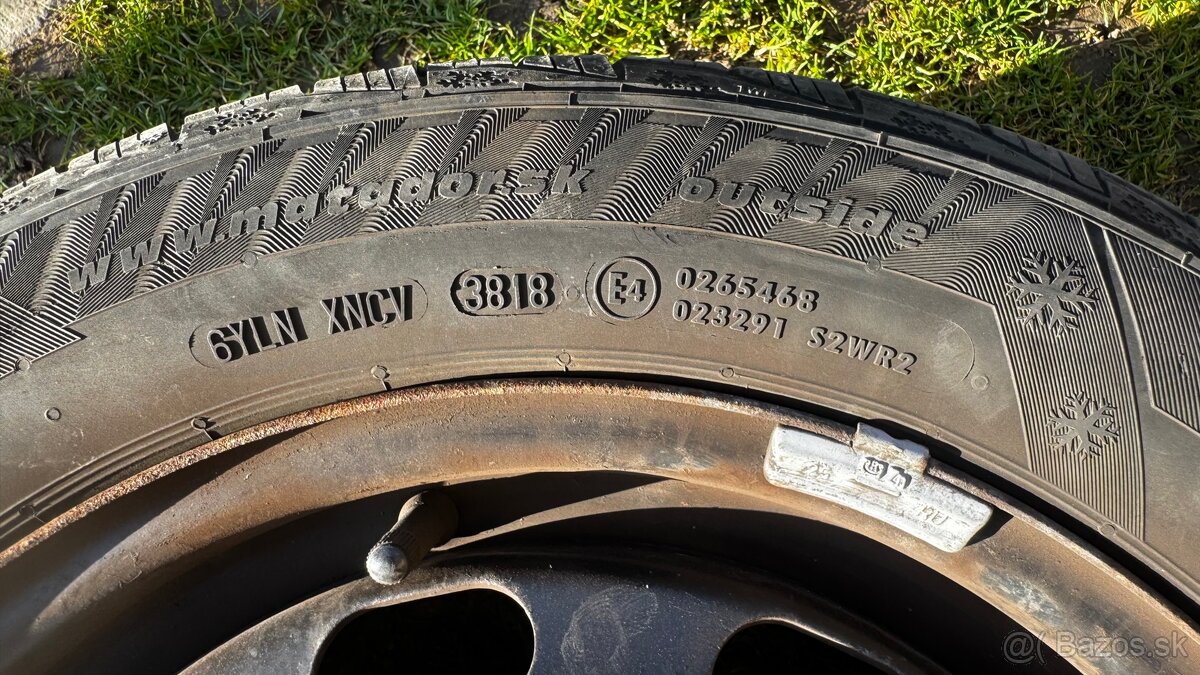 www.matador.sk outside
6YLN XNCV 3818 E4 0265468
023291 S2WR2
@( Bazos.sk